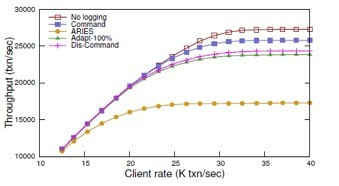 30000
25000
20000
15000
10000
Throughput (txn/sec)
No logging
Command
ARIES
Adapt-100%
Dis-Command
10 15 20 25 30 35 40
Client rate (K txn/sec)